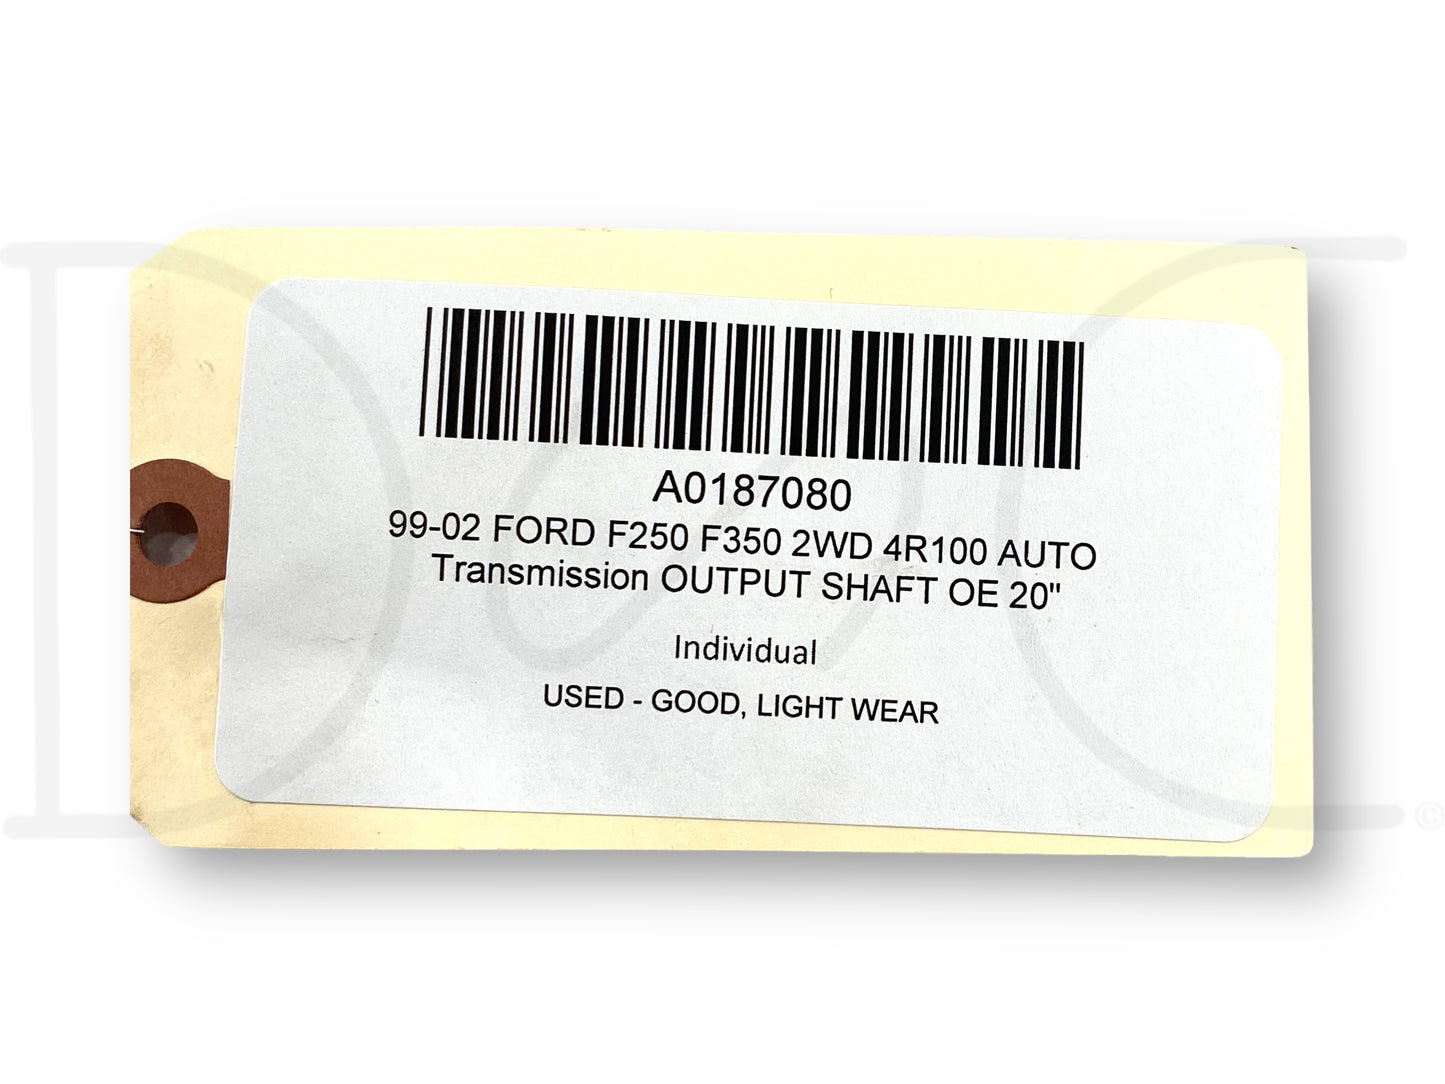 A0187080
99-02 FORD F250 F350 2WD 4R100 AUTO
Transmission OUTPUT SHAFT OE 20"
Individual
USED - GOOD, LIGHT WEAR
©